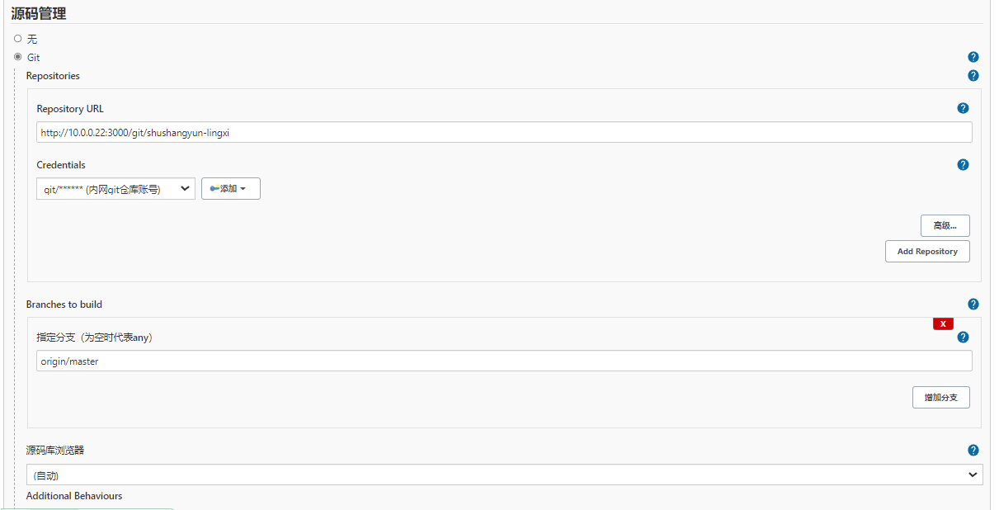 源码管理
无
Git
Repositories
Repository URL
http://10.0.0.22:3000/git/shushangyun-lingxi
Credentials
git/****** (内网git仓库账号)
添加
高级...
Add Repository
Branches to build
X
指定分支（为空时代表any）
origin/master
增加分支
源码库浏览器
(自动)
Additional Behaviours